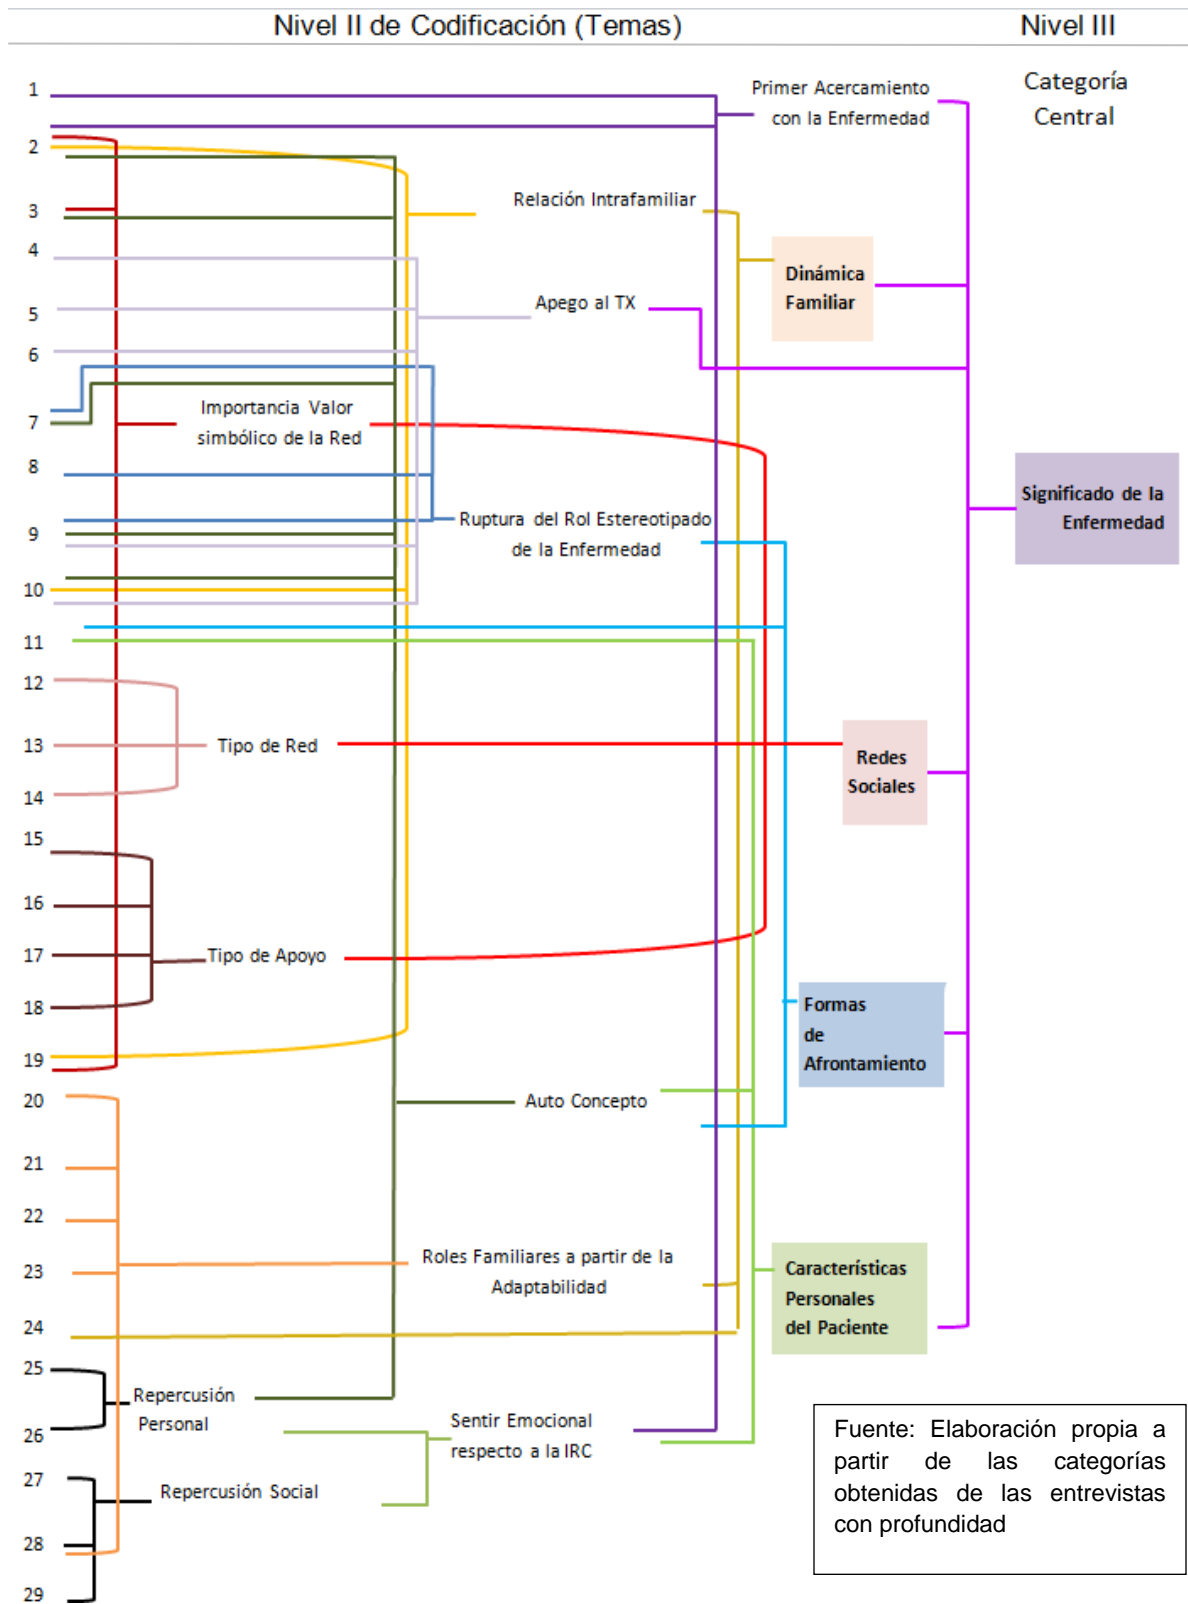 Nivel II de Codificación (Temas)
Nivel III
1
Primer Acercamiento
con la Enfermedad
Categoría
Central
2
3
Relación Intrafamiliar
4
Dinámica
Familiar
5
Apego al TX
6
7
Importancia Valor
simbólico de la Red
8
Significado de la
Enfermedad
9
Ruptura del Rol Estereotipado
de la Enfermedad
10
11
12
13
Tipo de Red
Redes
Sociales
14
15
16
17
Tipo de Apoyo
18
Formas
de
Afrontamiento
19
20
Auto Concepto
21
22
23
Roles Familiares a partir de la
Adaptabilidad
Características
Personales
del Paciente
24
25
Repercusión
Personal
26
Sentir Emocional
respecto a la IRC
27
Repercusión Social
28
29
Fuente: Elaboración propia a
partir de las categorías
obtenidas de las entrevistas
con profundidad